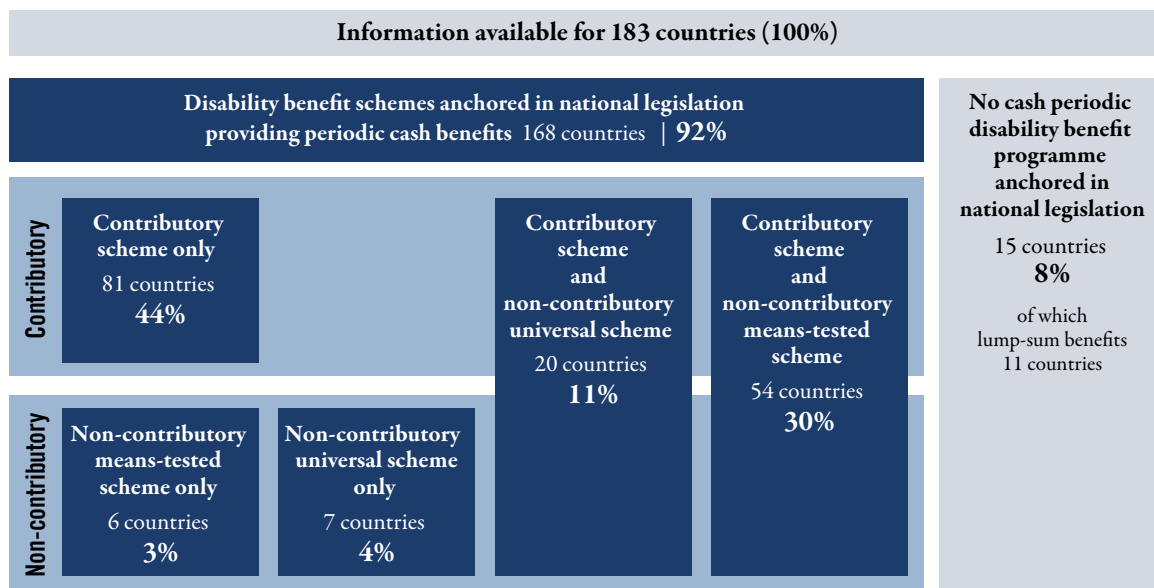 Information available for 183 countries (100%)
Disability benefit schemes anchored in national legislation
providing periodic cash benefits 168 countries | 92%
No cash periodic
disability benefit
programme
anchored in
national legislation
15 countries
8%
of which
lump-sum benefits
11 countries
Contributory
Contributory
scheme only
81 countries
44%
Contributory
scheme
and
non-contributory
universal scheme
20 countries
11%
Contributory
scheme
and
non-contributory
means-tested
scheme
54 countries
30%
Non-contributory
Non-contributory
means-tested
scheme only
6 countries
3%
Non-contributory
universal scheme
only
7 countries
4%